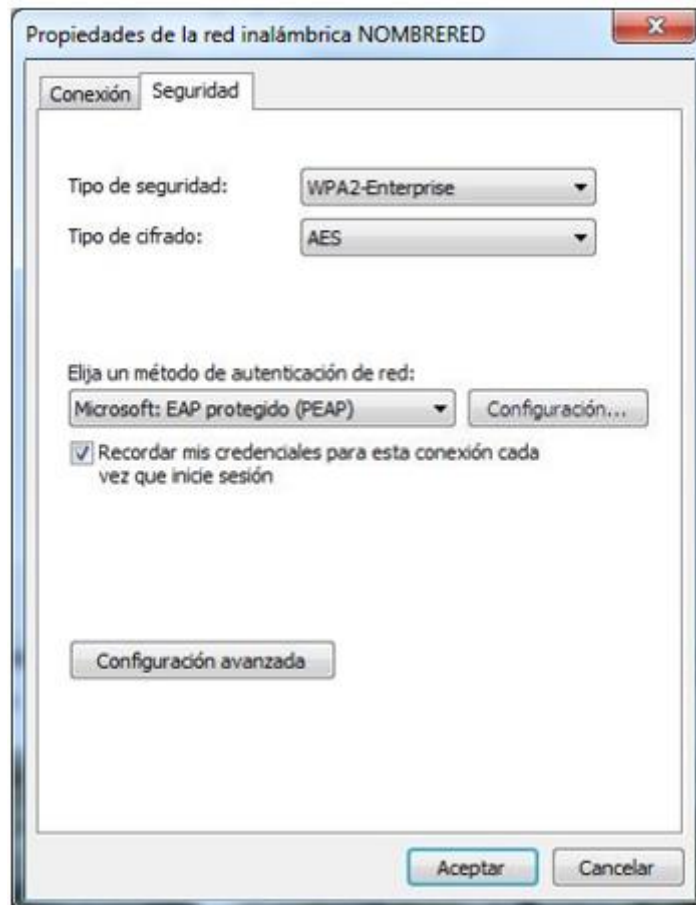 Propiedades de la red inalámbrica NOMBRERED
Conexión
Seguridad
Tipo de seguridad:
WPA2-Enterprise
Tipo de cifrado:
AES
Elija un método de autenticación de red:
Microsoft: EAP protegido (PEAP)
Configuración...
Recordar mis credenciales para esta conexión cada
vez que inicie sesión
Configuración avanzada
Aceptar
Cancelar